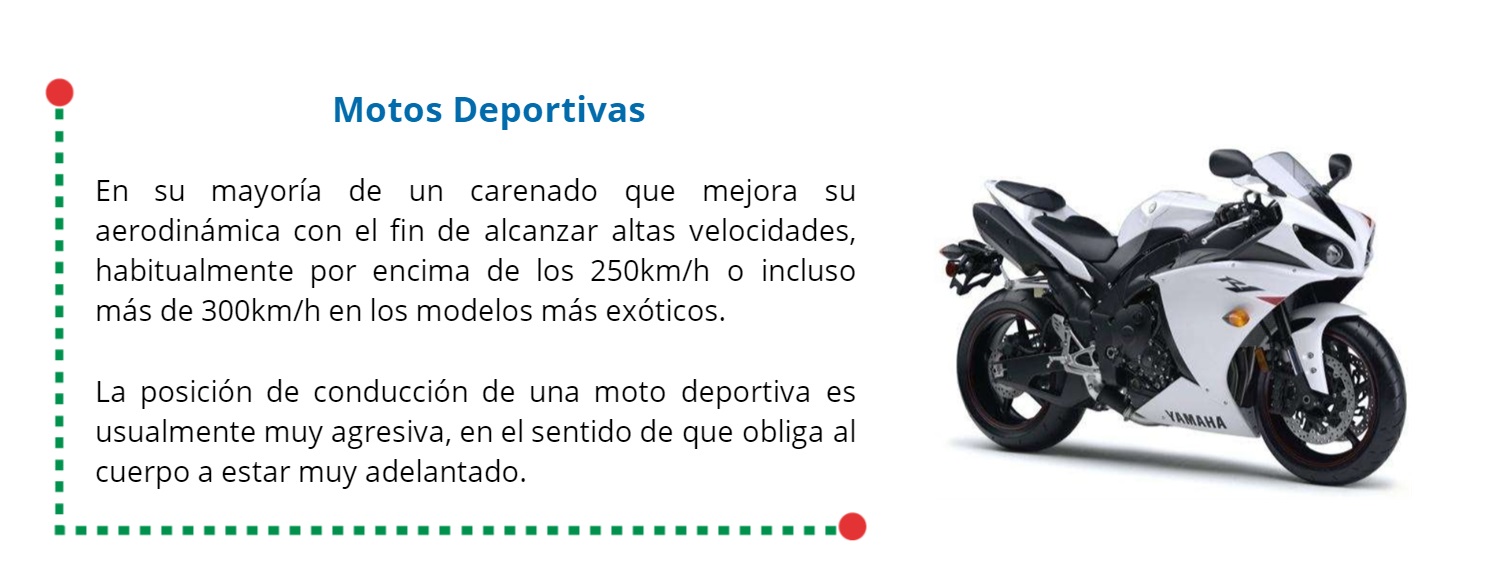 Motos Deportivas
En su mayoría de un carenado que mejora su
aerodinámica con el fin de alcanzar altas velocidades,
habitualmente por encima de los 250km/h o incluso
más de 300km/h en los modelos más exóticos.
La posición de conducción de una moto deportiva es
usualmente muy agresiva, en el sentido de que obliga al
cuerpo a estar muy adelantado.
R1
YAMAHA